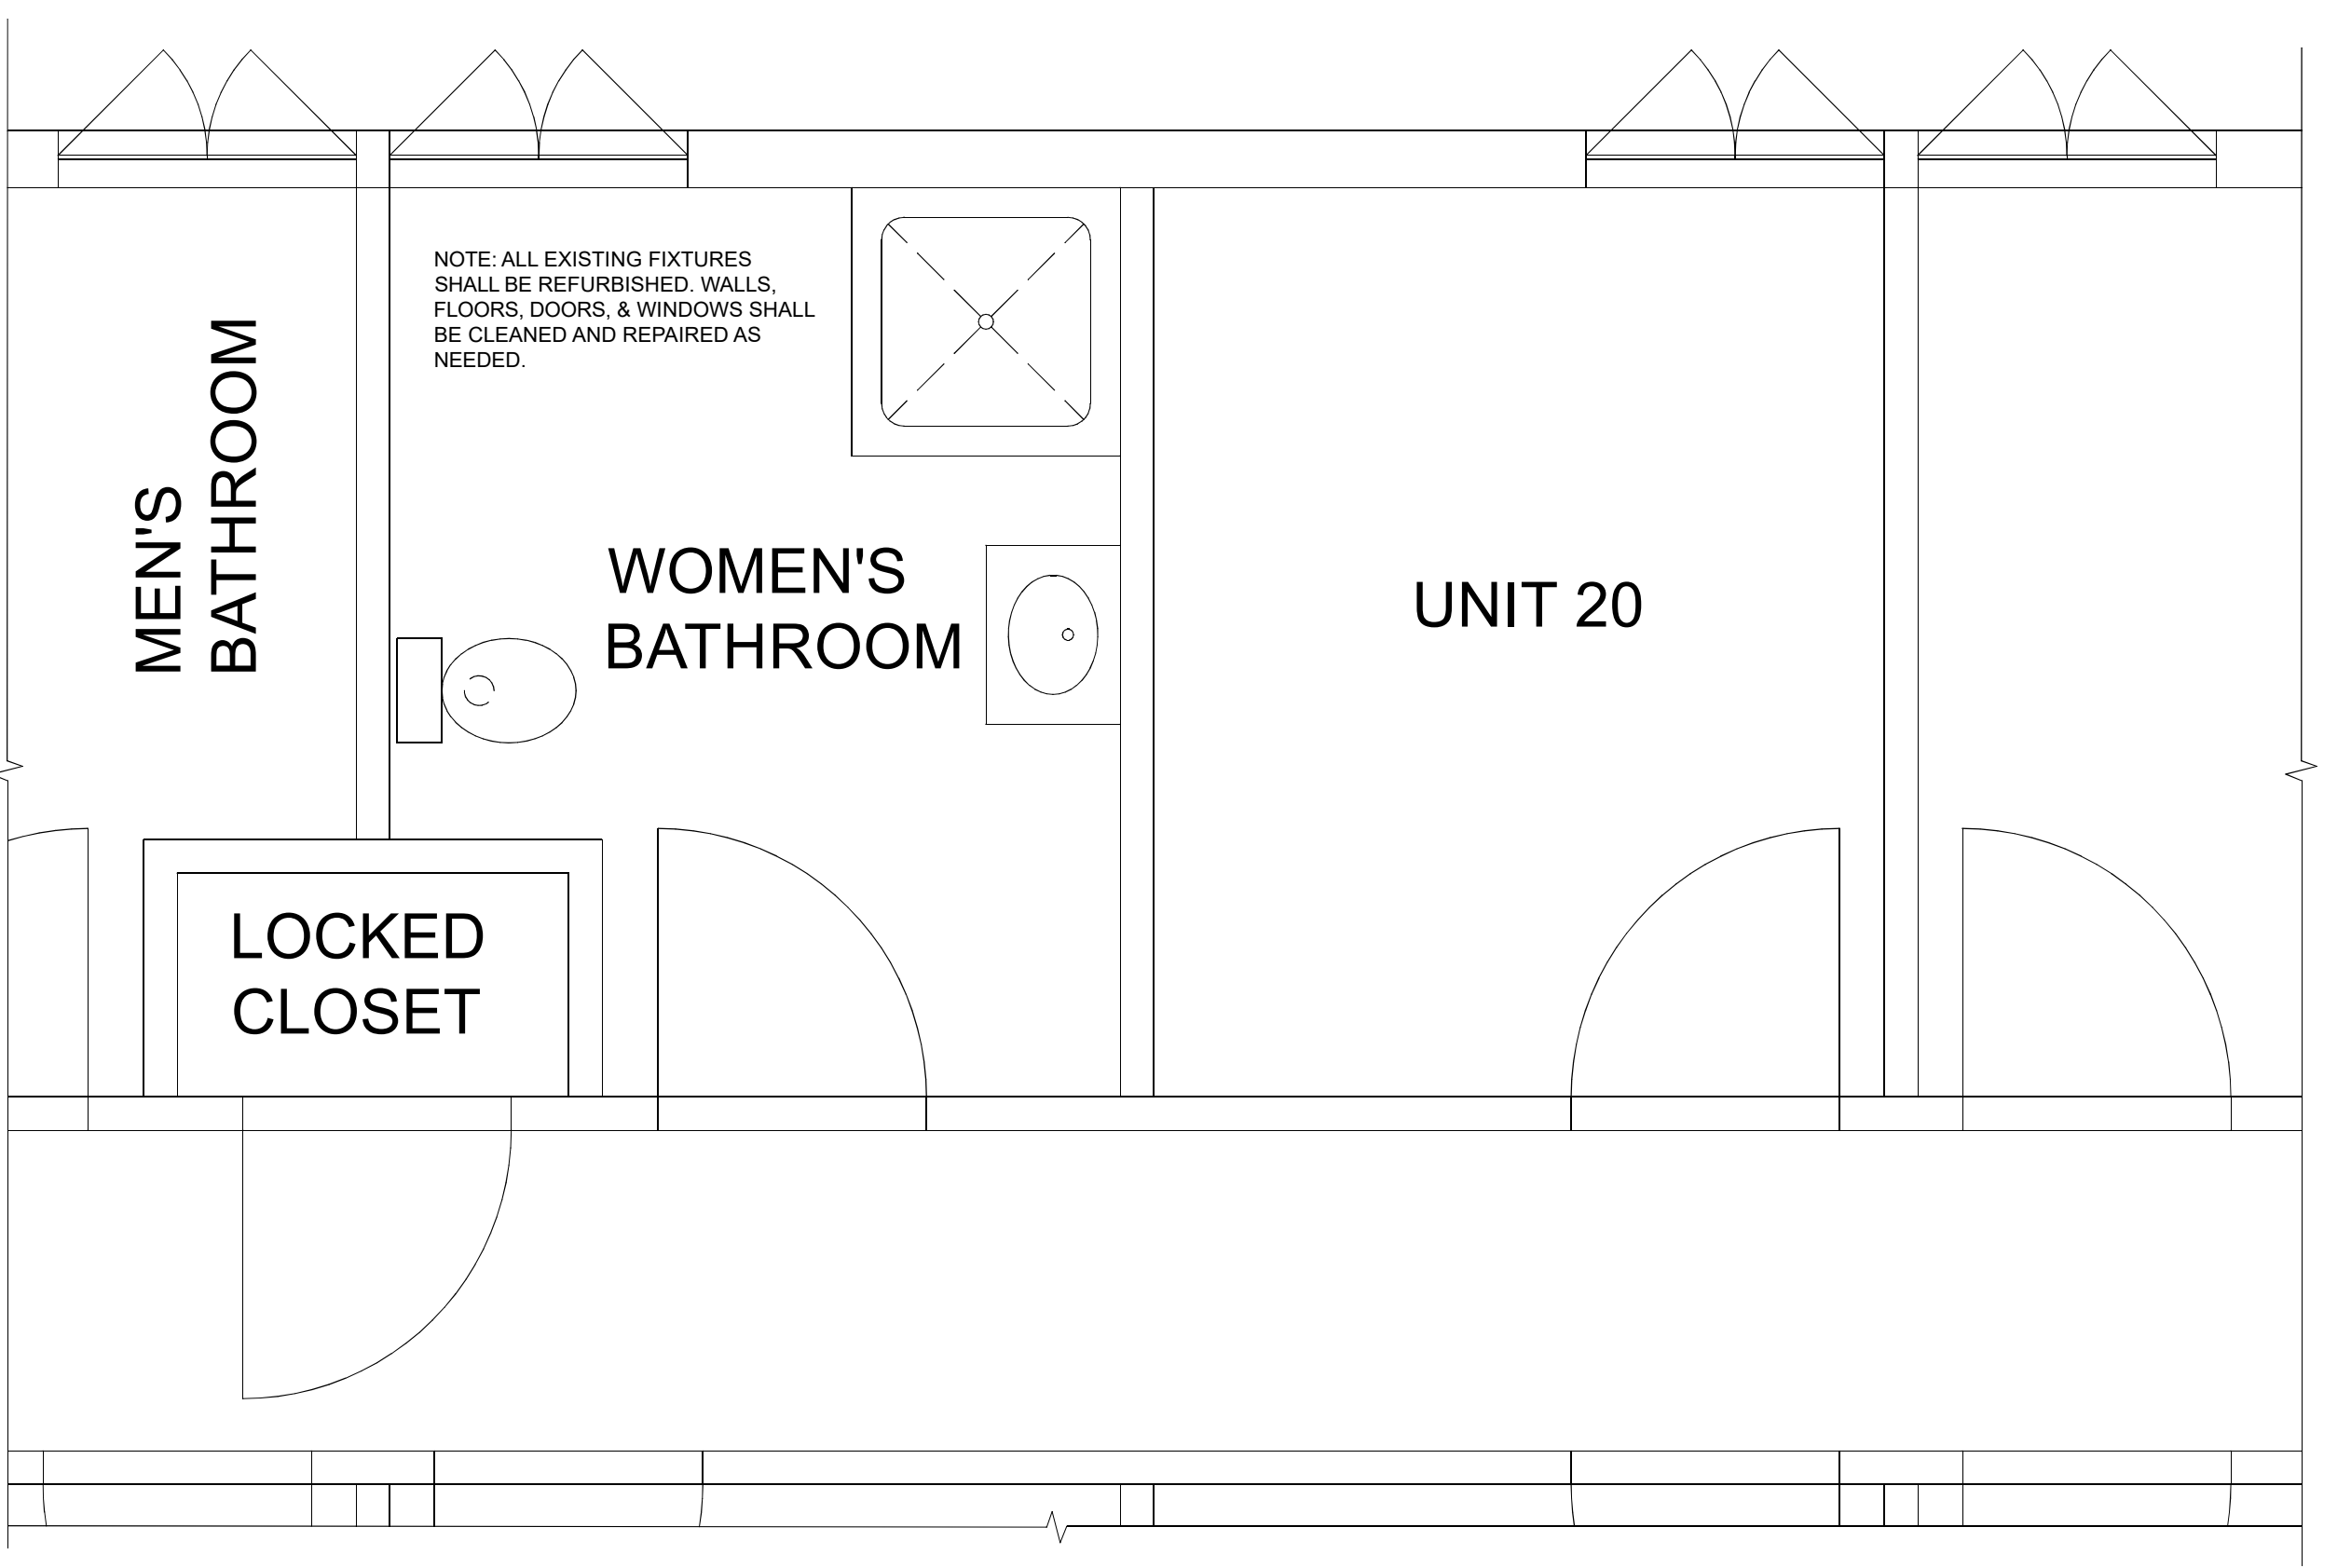 NOTE: ALL EXISTING FIXTURES
SHALL BE REFURBISHED. WALLS,
FLOORS, DOORS, & WINDOWS SHALL
BE CLEANED AND REPAIRED AS
NEEDED.
MEN'S
BATHROOM
WOMEN'S
BATHROOM
UNIT 20
LOCKED
CLOSET